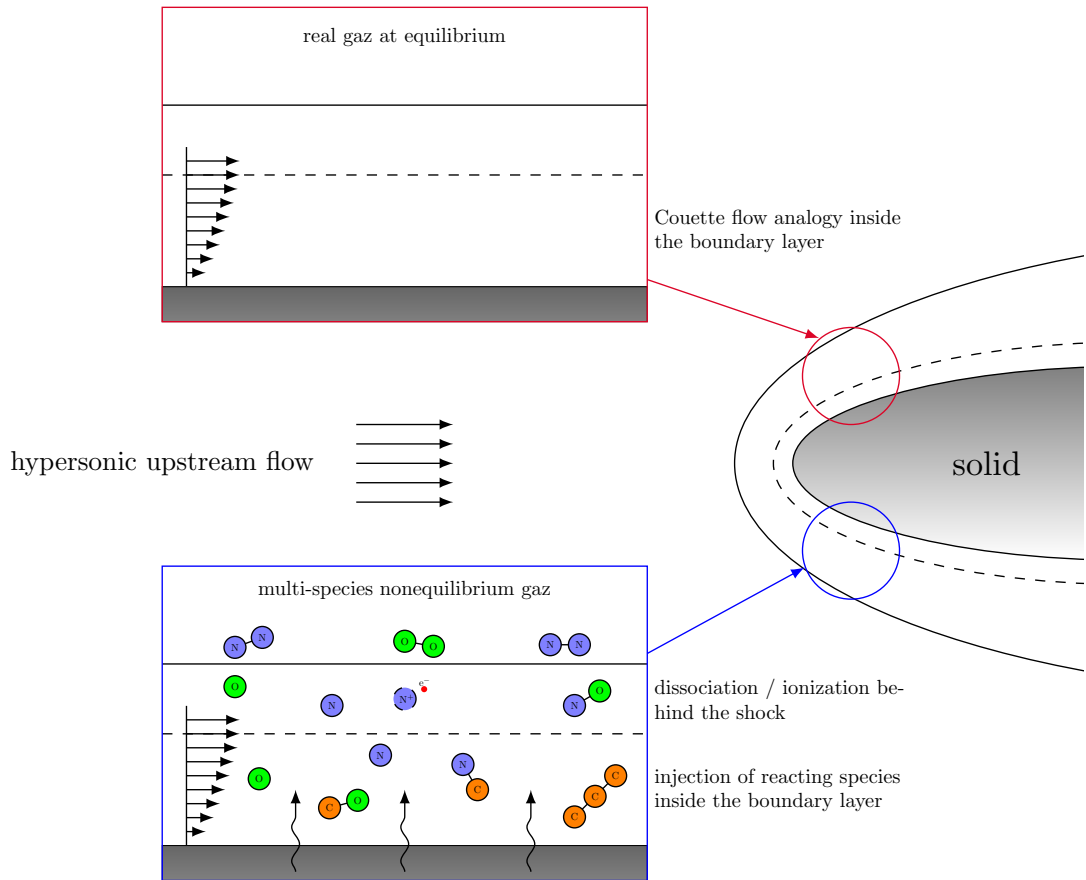 real gaz at equilibrium
Couette flow analogy inside
the boundary layer
hypersonic upstream flow
solid
multi-species nonequilibrium gaz
N N
O O
N N
O
N
N⁺
e⁻
N O
dissociation / ionization be-
hind the shock
O
N
C O
N
C
C
C
C
injection of reacting species
inside the boundary layer